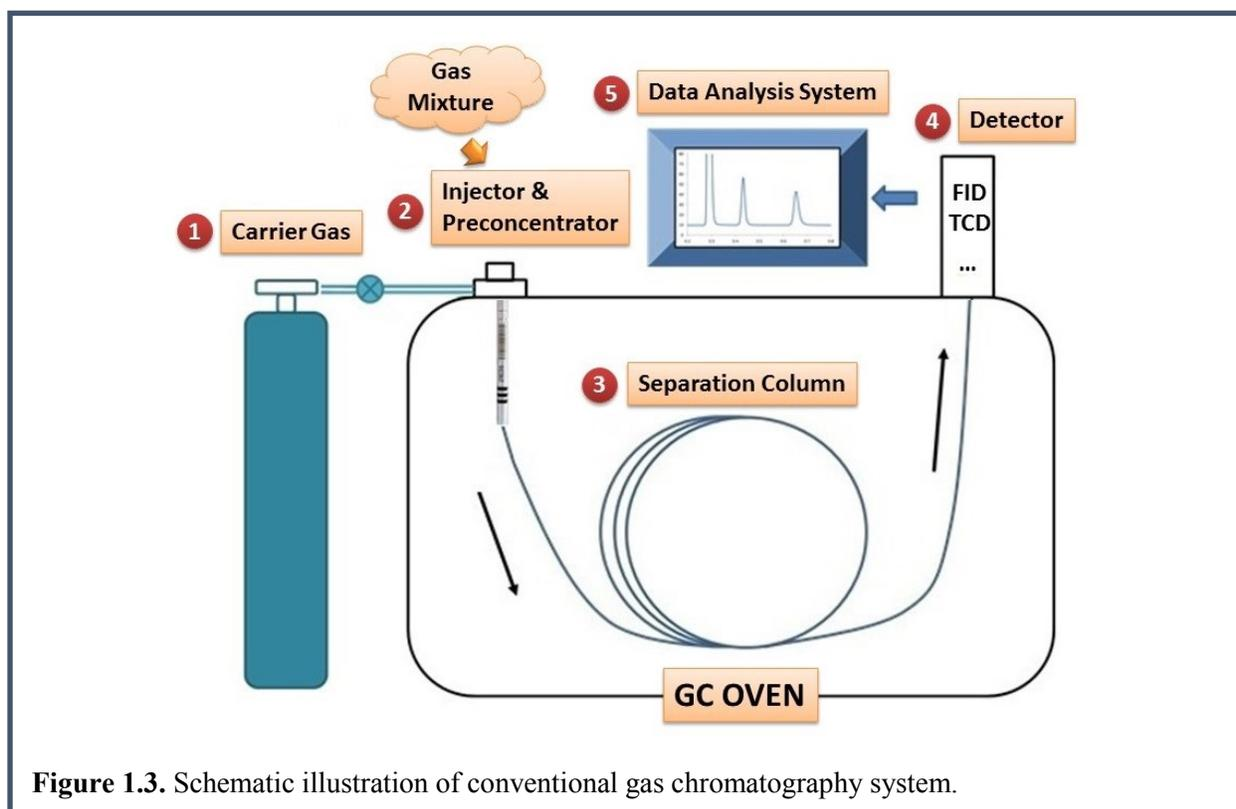 Gas
Mixture
5
Data Analysis System
4
Detector
2
Injector &
Preconcentrator
FID
TCD
...
1
Carrier Gas
3
Separation Column
GC OVEN
Figure 1.3. Schematic illustration of conventional gas chromatography system.